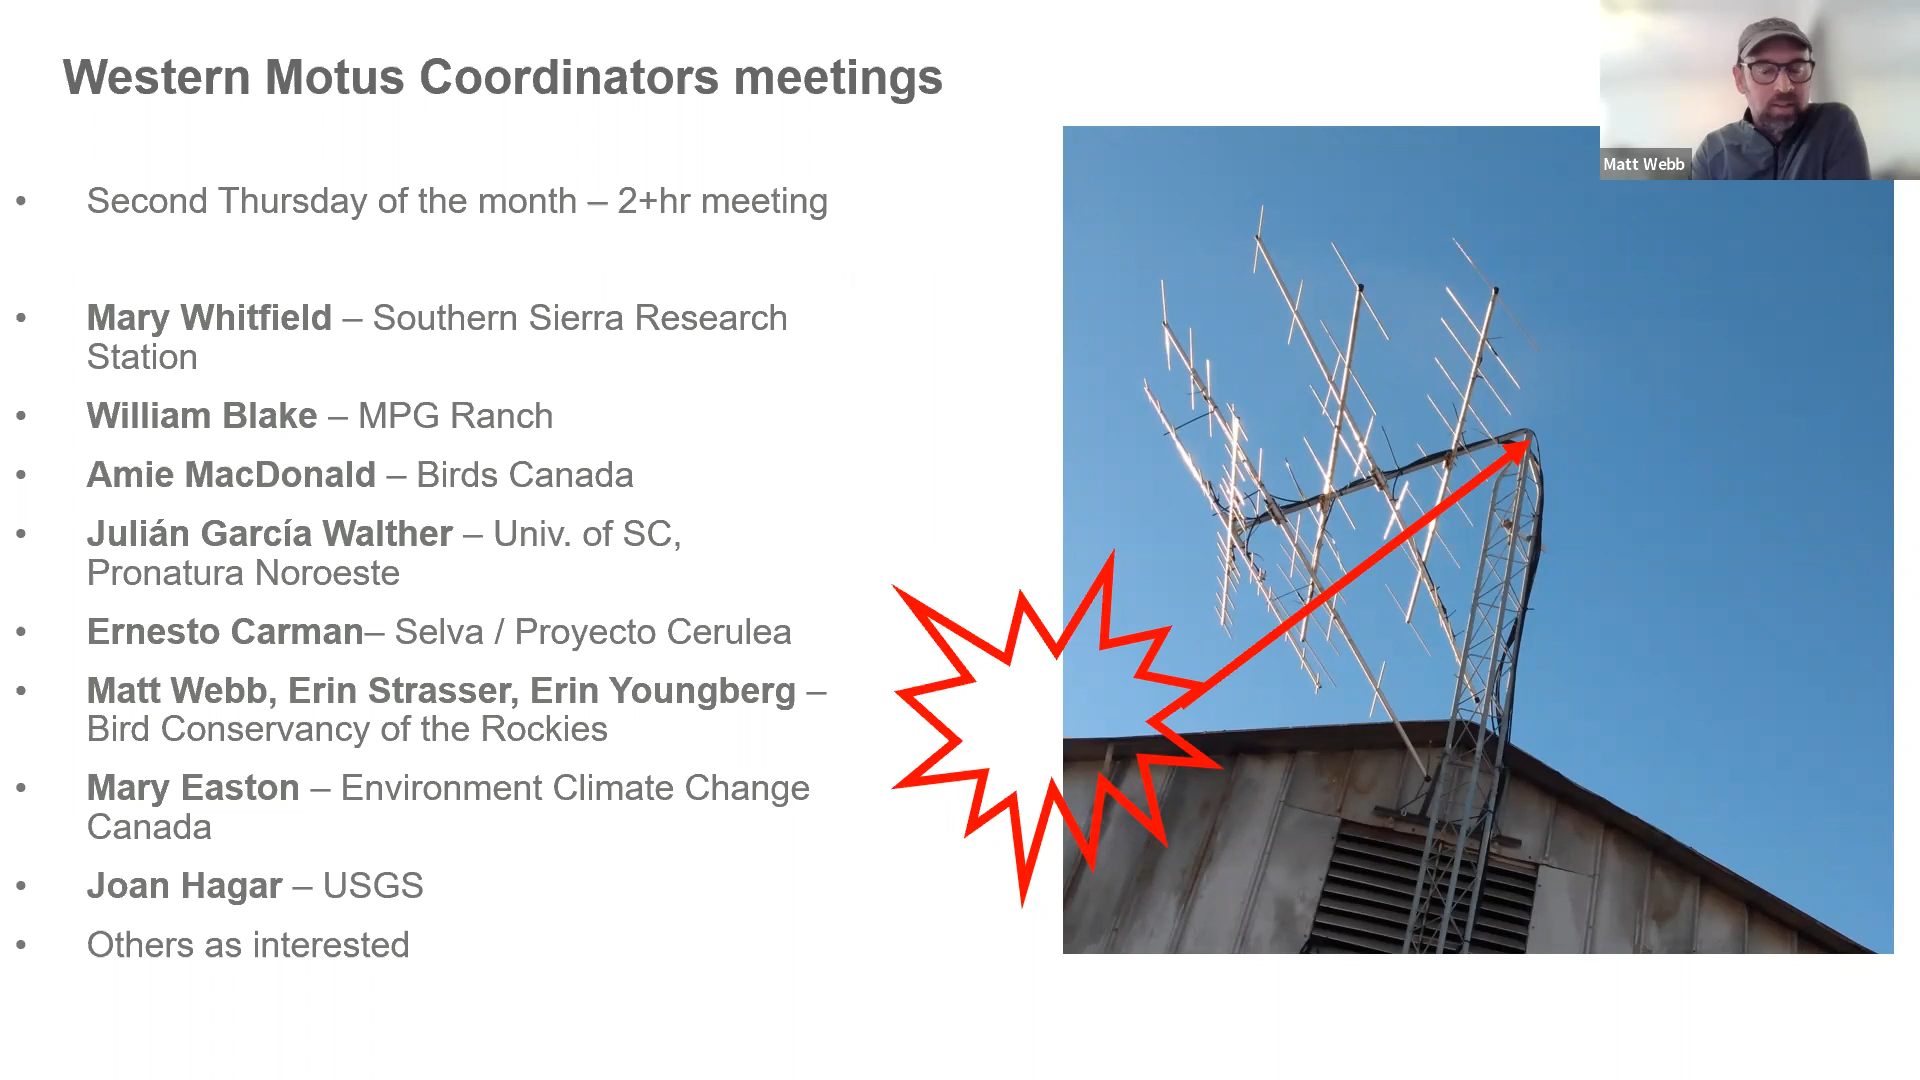 Western Motus Coordinators meetings
Matt Webb
• Second Thursday of the month – 2+hr meeting
• Mary Whitfield – Southern Sierra Research
Station
• William Blake – MPG Ranch
• Amie MacDonald – Birds Canada
• Julián García Walther – Univ. of SC,
Pronatura Noroeste
• Ernesto Carman– Selva / Proyecto Cerulea
• Matt Webb, Erin Strasser, Erin Youngberg –
Bird Conservancy of the Rockies
• Mary Easton – Environment Climate Change
Canada
• Joan Hagar – USGS
• Others as interested